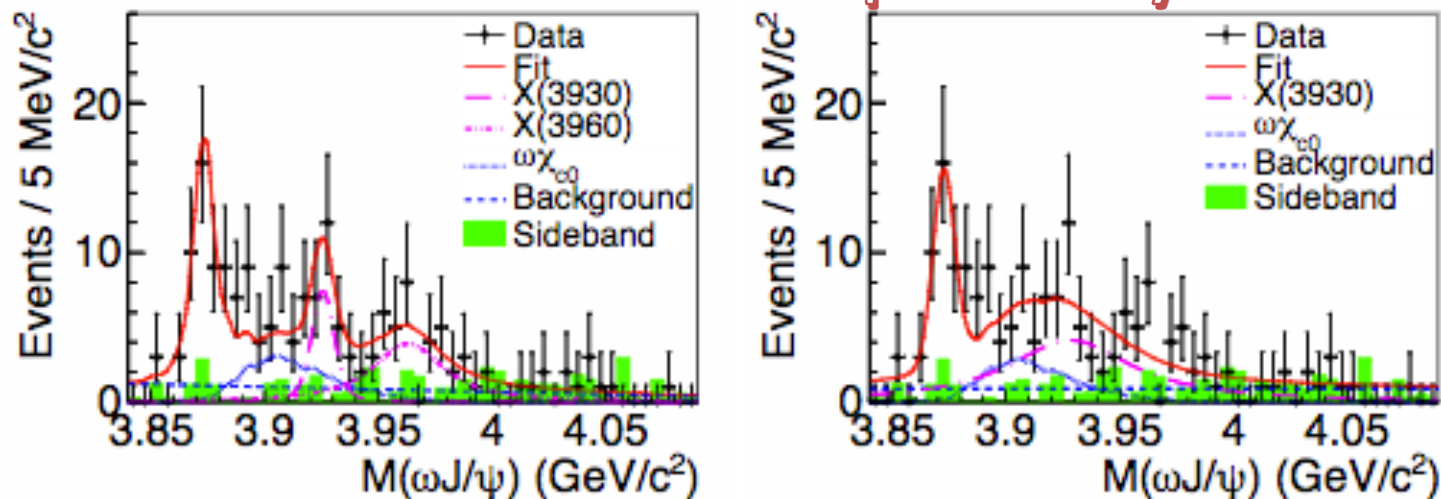 Events / 5 MeV/c²
20
10
0
Data
Fit
X(3930)
X(3960)
ωχc0
Background
Sideband
3.85 3.9 3.95 4 4.05
M(ωJ/ψ) (GeV/c²)
Events / 5 MeV/c²
20
10
0
Data
Fit
X(3930)
ωχc0
Background
Sideband
3.85 3.9 3.95 4 4.05
M(ωJ/ψ) (GeV/c²)